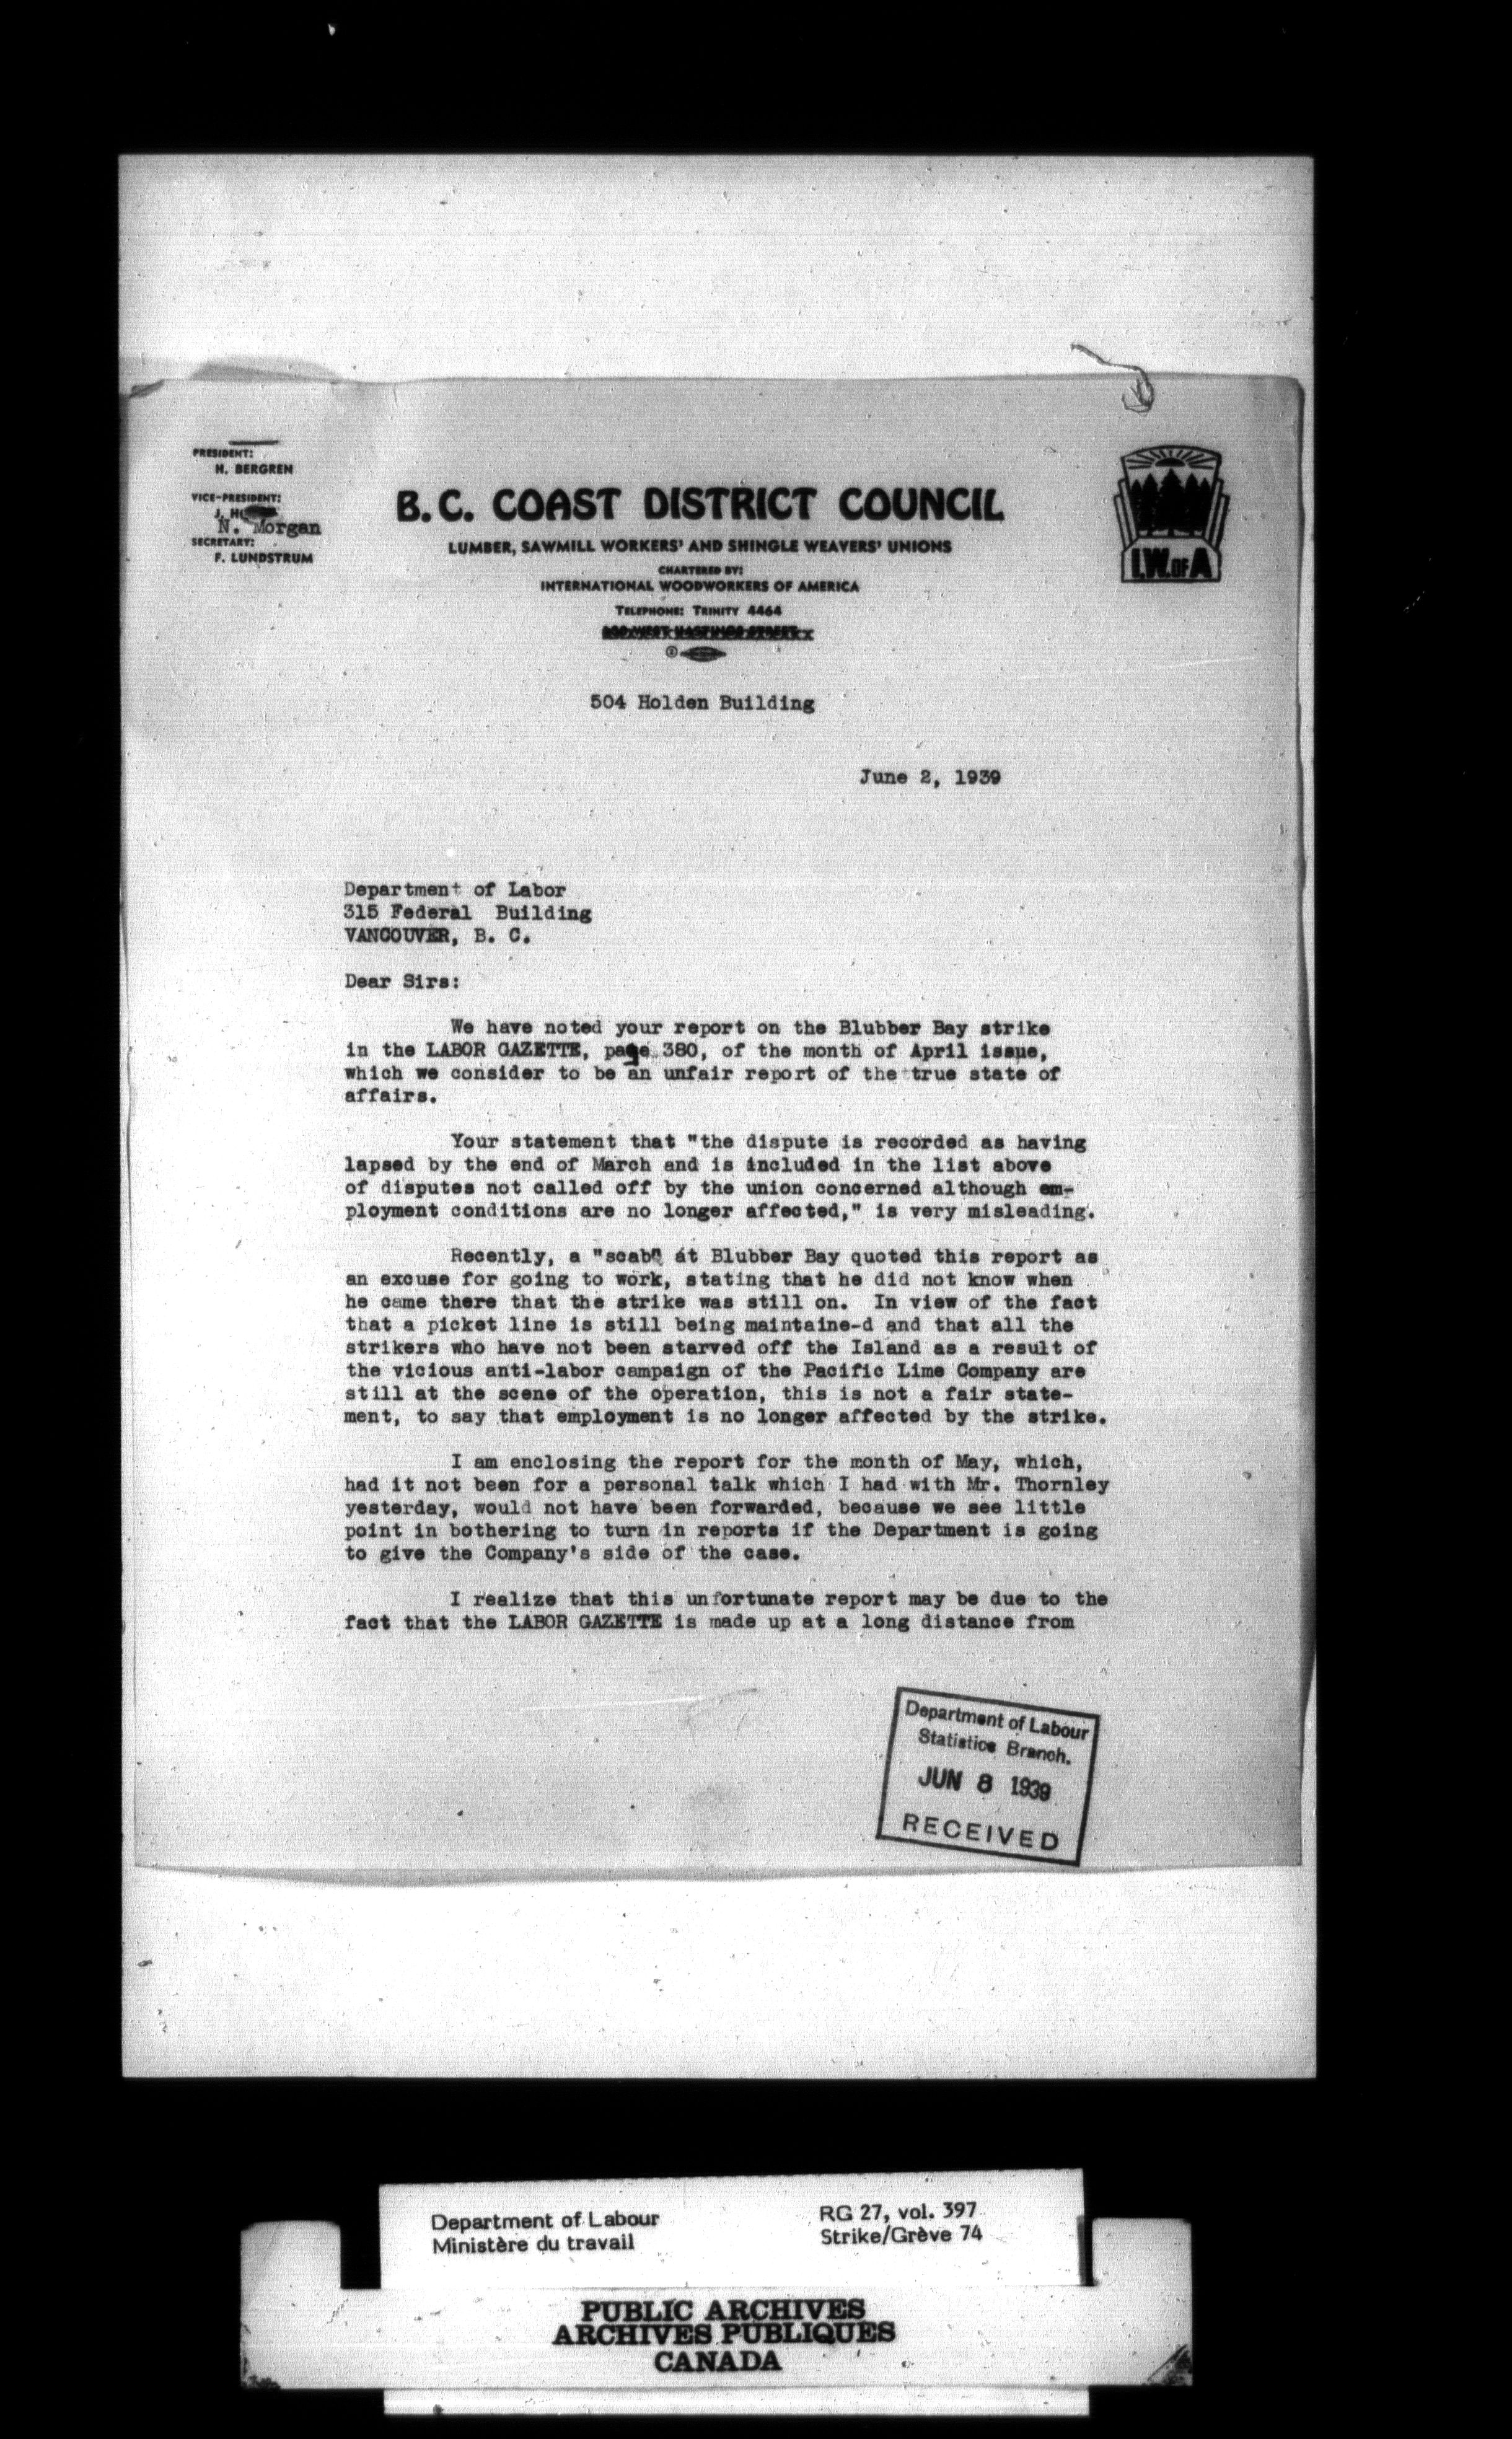 PRESIDENT:
H. BERGREN
VICE-PRESIDENT:
J.
N. Morgan
SECRETARY:
F. LUNDSTRUM
B.C. COAST DISTRICT COUNCIL
LUMBER, SAWMILL WORKERS' AND SHINGLE WEAVERS' UNIONS
CHARTERED BY:
INTERNATIONAL WOODWORKERS OF AMERICA
TELEPHONE: TRINITY 4464
WEST HASTINGS STREET
I.W.OF A
504 Holden Building
June 2, 1939
Department of Labor
315 Federal Building
VANCOUVER, B. C.
Dear Sirs:
We have noted your report on the Blubber Bay strike
in the LABOR GAZETTE, page 380, of the month of April issue,
which we consider to be an unfair report of the true state of
affairs.
Your statement that "the dispute is recorded as having
lapsed by the end of March and is included in the list above
of disputes not called off by the union concerned although em-
ployment conditions are no longer affected," is very misleading.
Recently, a "scab" at Blubber Bay quoted this report as
an excuse for going to work, stating that he did not know when
he came there that the strike was still on. In view of the fact
that a picket line is still being maintaine-d and that all the
strikers who have not been starved off the Island as a result of
the vicious anti-labor campaign of the Pacific Lime Company are
still at the scene of the operation, this is not a fair state-
ment, to say that employment is no longer affected by the strike.
I am enclosing the report for the month of May, which,
had it not been for a personal talk which I had with Mr. Thornley
yesterday, would not have been forwarded, because we see little
point in bothering to turn in reports if the Department is going
to give the Company's side of the case.
I realize that this unfortunate report may be due to the
fact that the LABOR GAZETTE is made up at a long distance from
Department of Labour
Statistics Branch.
JUN 8 1939
RECEIVED
Department of Labour
Ministère du travail
RG 27, vol. 397
Strike/Grève 74
PUBLIC ARCHIVES
ARCHIVES PUBLIQUES
CANADA